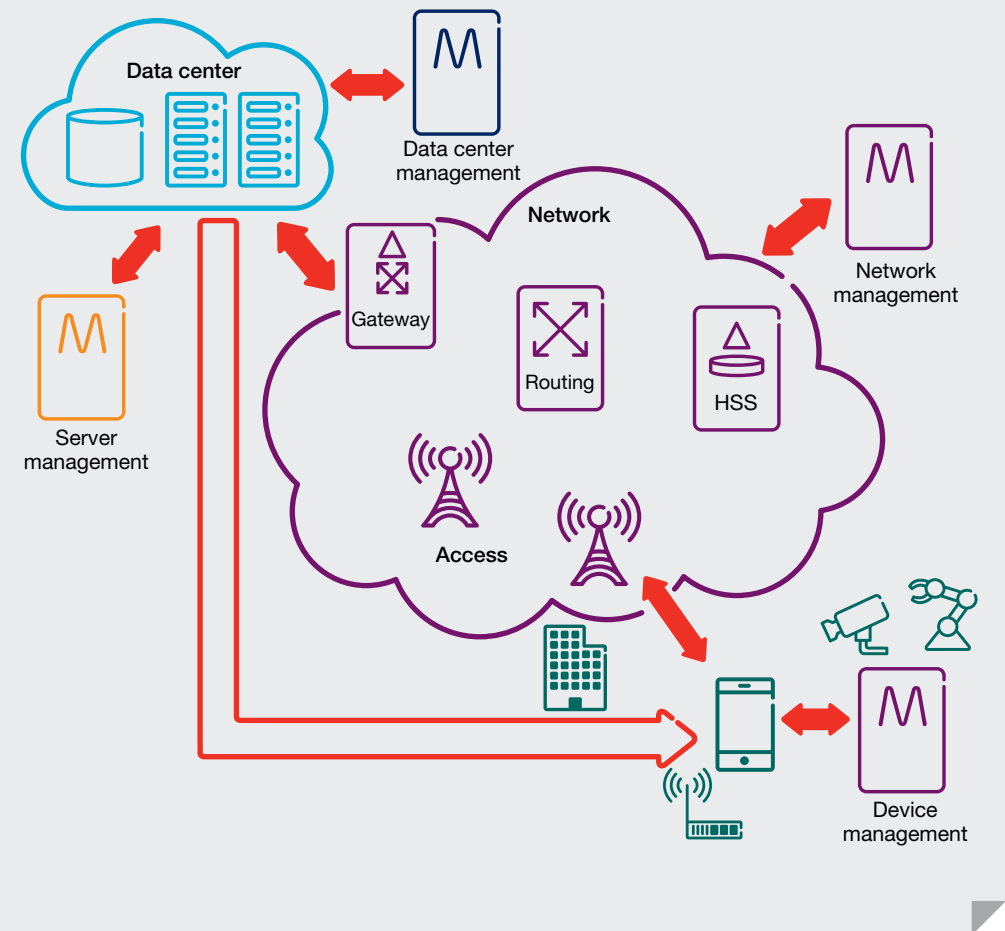 Data center
Data center
management
Network
Network
management
Gateway
Routing
HSS
Server
management
Access
Device
management